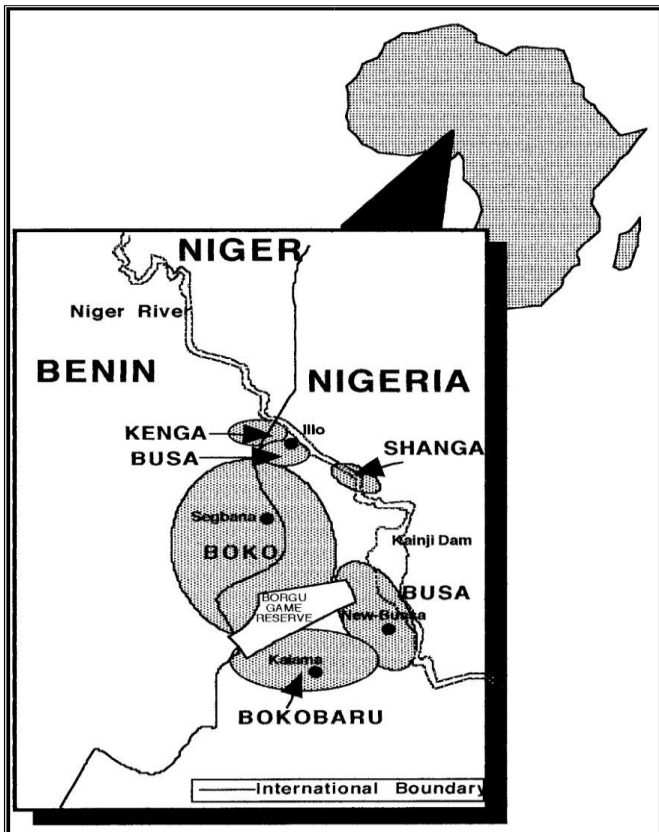 NIGER
Niger River
BENIN
NIGERIA
KENGA
Illo
BUSA
SHANGA
Segbana
BOKO
Kainji Dam
BUSA
BORGU
GAME
RESERVE
New-Bussa
Kaiama
BOKOBARU
International Boundary